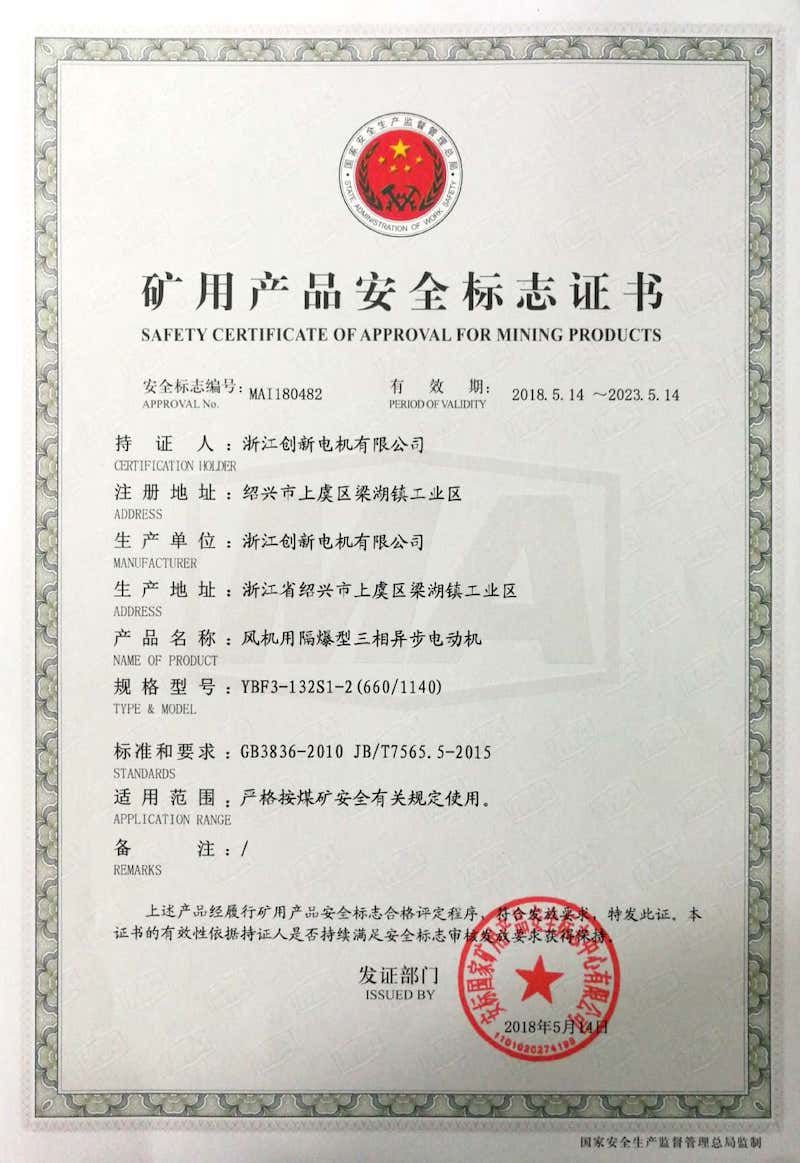 国家安全生产监督管理总局
STATE ADMINISTRATION OF WORK SAFETY
矿用产品安全标志证书
SAFETY CERTIFICATE OF APPROVAL FOR MINING PRODUCTS
安全标志编号: MAI180482 有效期: 2018.5.14 ～2023.5.14
APPROVAL No. PERIOD OF VALIDITY
持证人：浙江创新电机有限公司
CERTIFICATION HOLDER
注册地址：绍兴市上虞区梁湖镇工业区
ADDRESS
生产单位：浙江创新电机有限公司
MANUFACTURER
生产地址：浙江省绍兴市上虞区梁湖镇工业区
ADDRESS
产品名称：风机用隔爆型三相异步电动机
NAME OF PRODUCT
规格型号：YBF3-132S1-2(660/1140)
TYPE & MODEL
标准和要求：GB3836-2010 JB/T7565.5-2015
STANDARDS
适用范围：严格按煤矿安全有关规定使用。
APPLICATION RANGE
备注：/
REMARKS
上述产品经履行矿用产品安全标志合格评定程序，符合发放要求，特发此证。本
证书的有效性依据持证人是否持续满足安全标志审核发放要求获得保持。
发证部门
ISSUED BY
2018年5月14日
1101020274198
国家安全生产监督管理总局监制
MA